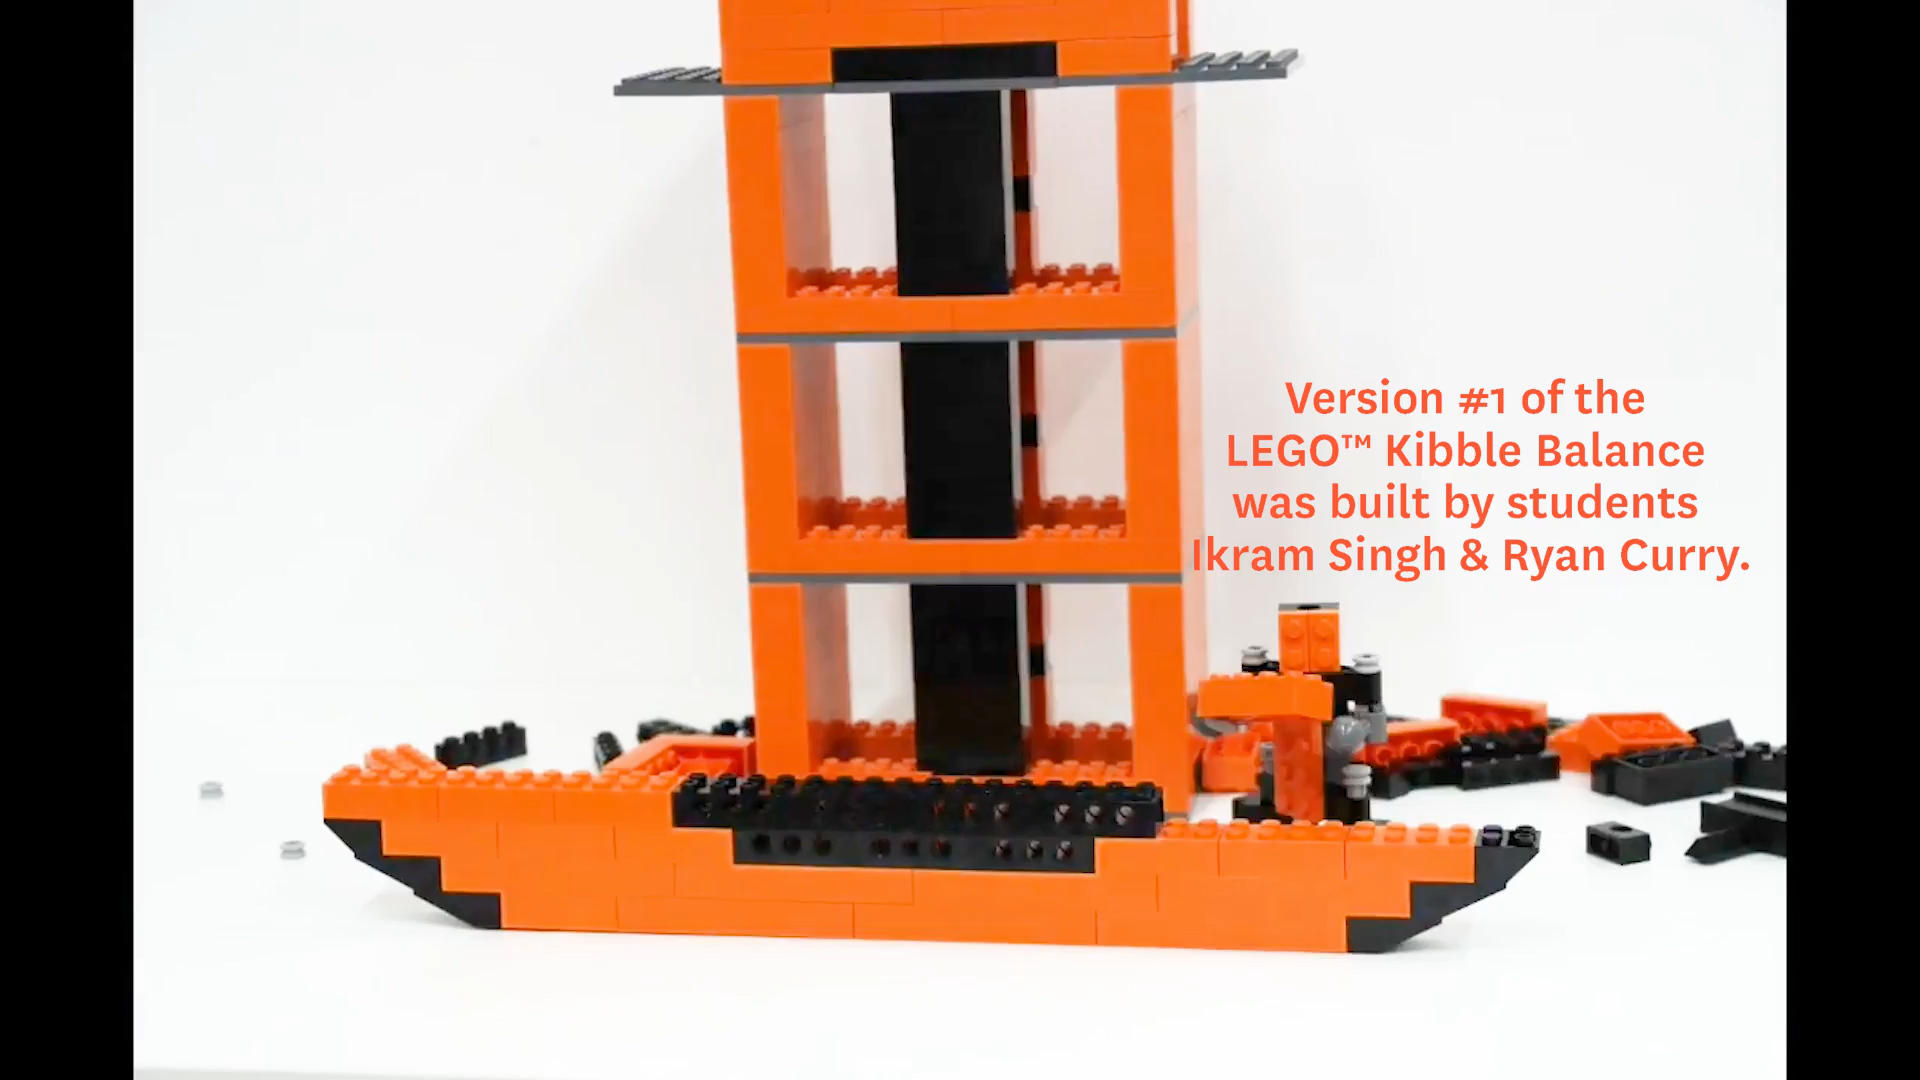 Version #1 of the
LEGO™ Kibble Balance
was built by students
Ikram Singh & Ryan Curry.